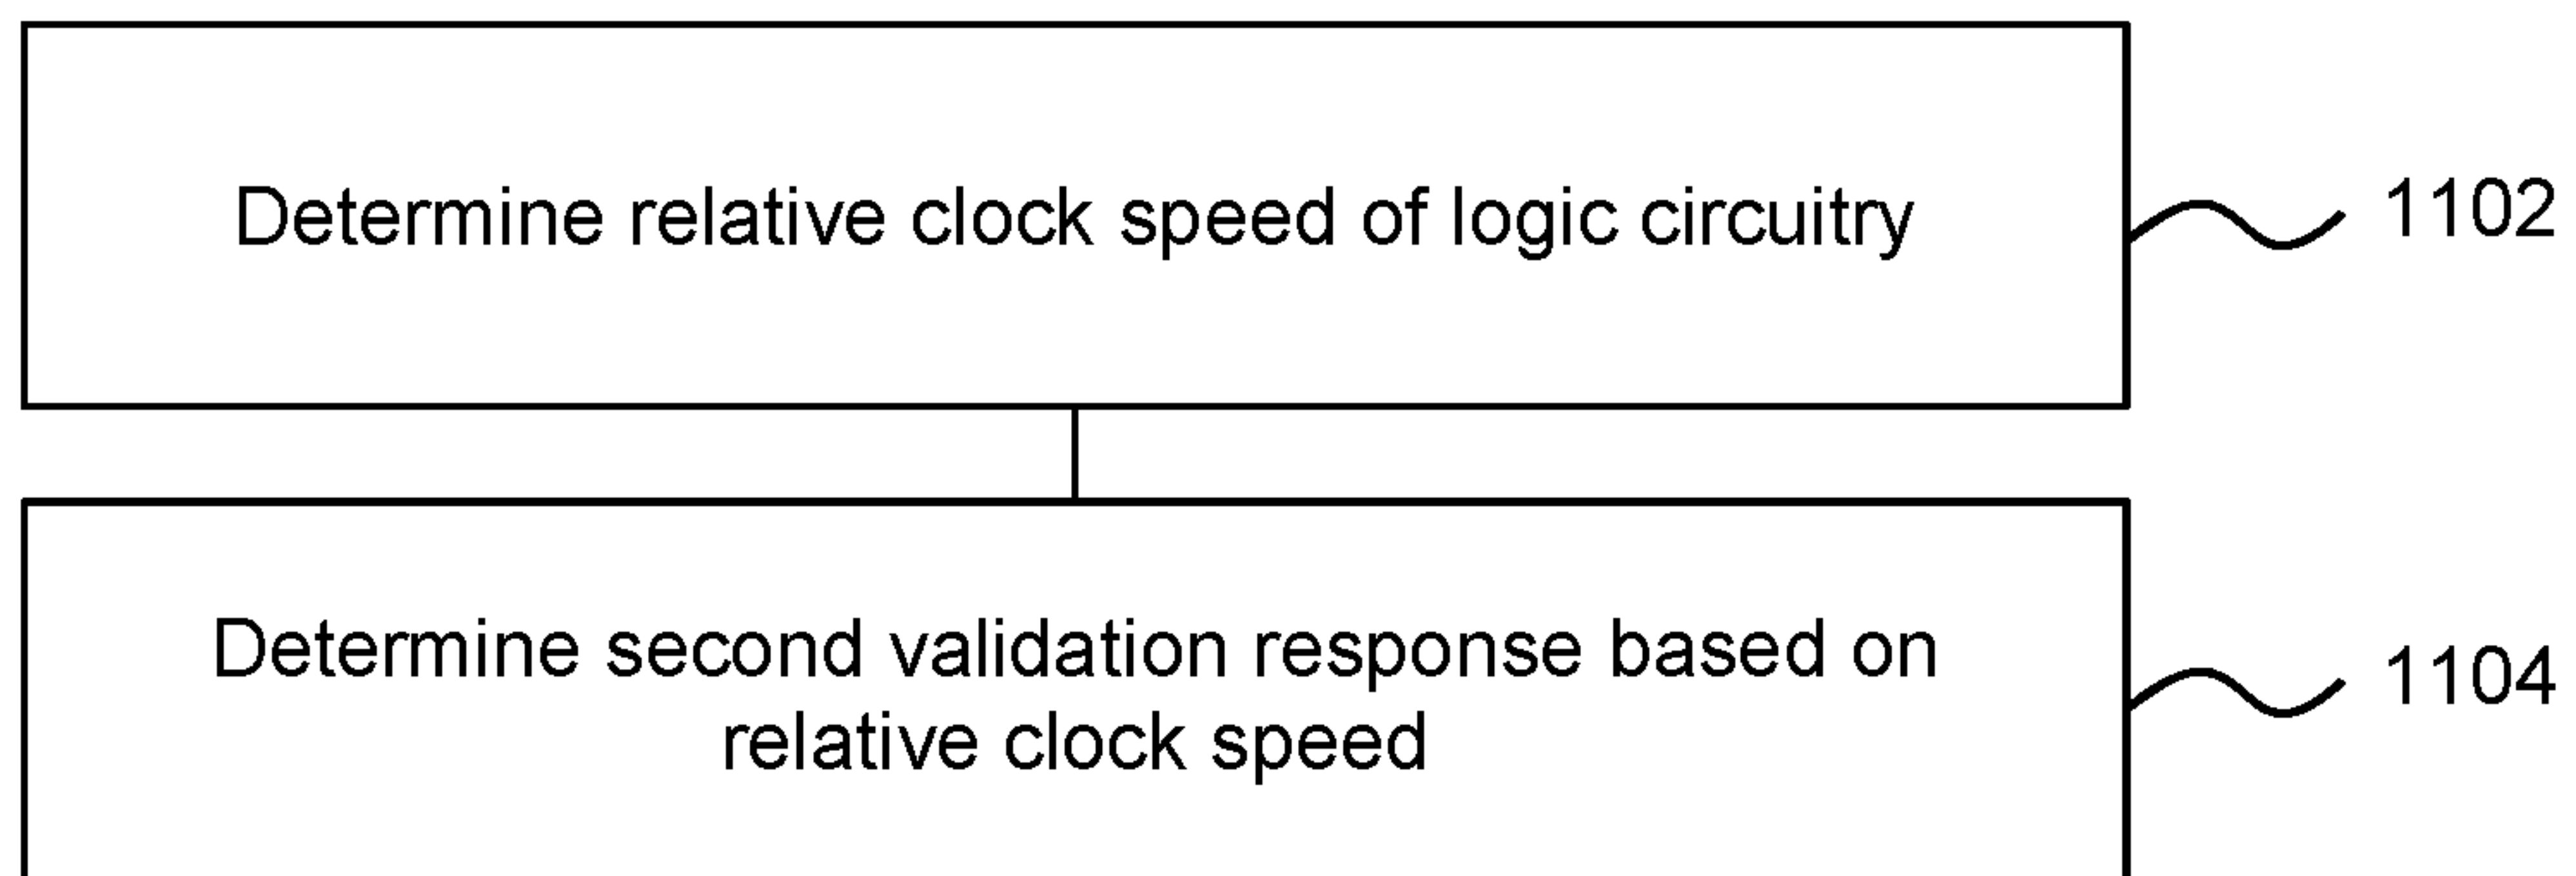 Determine relative clock speed of logic circuitry
1102
Determine second validation response based on
relative clock speed
1104